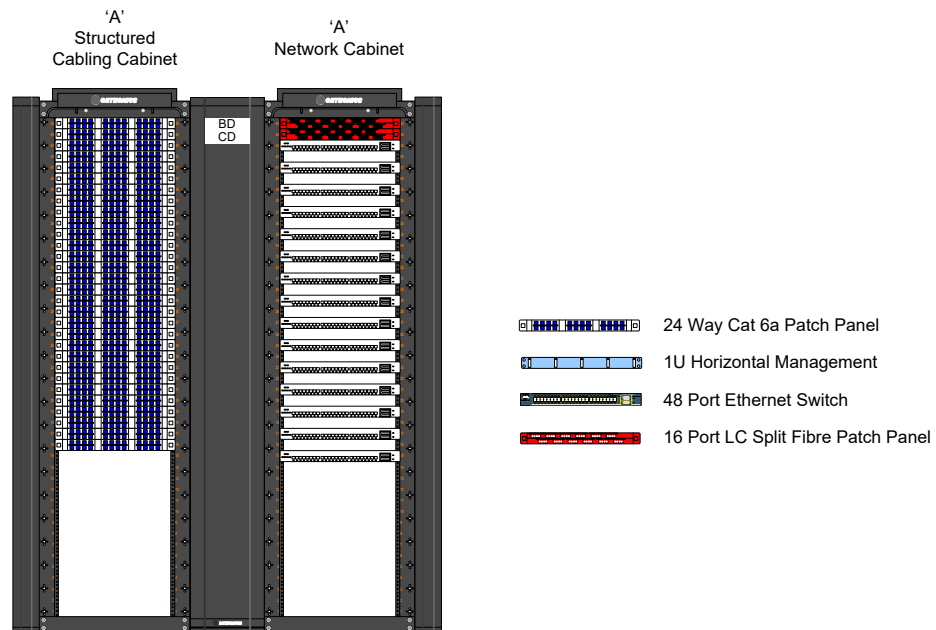 ‘A’
Structured
Cabling Cabinet
‘A’
Network Cabinet
BD
CD
24 Way Cat 6a Patch Panel
1U Horizontal Management
48 Port Ethernet Switch
16 Port LC Split Fibre Patch Panel